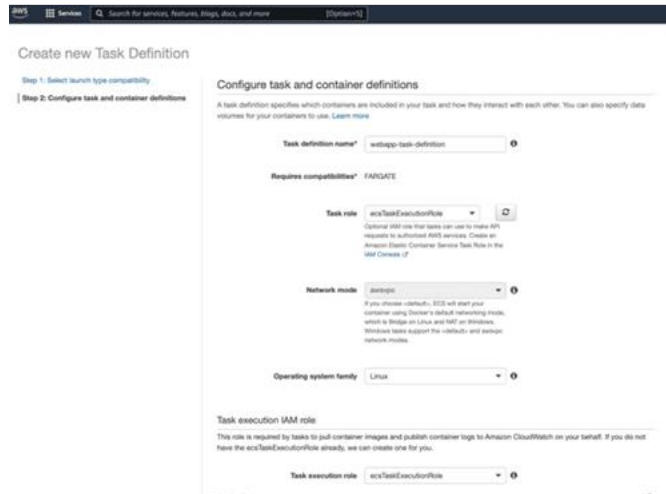 aws Services Search for services, features, blogs, docs, and more [Option+S]
Create new Task Definition
Step 1: Select launch type compatibility
Step 2: Configure task and container definitions
Configure task and container definitions
A task definition specifies which containers are included in your task and how they interact with each other. You can also specify data
volumes for your containers to use. Learn more
Task definition name* webapp-task-definition
Requires compatibilities* FARGATE
Task role ecsTaskExecutionRole
Optional IAM role that tasks can use to make API
requests to authorized AWS services. Create an
Amazon Elastic Container Service Task Role in the
IAM Console
Network mode awsvpc
If you choose <default>, ECS will start your
container using Docker's default networking mode,
which is Bridge on Linux and NAT on Windows.
Windows tasks support the <default> and awsvpc
network modes.
Operating system family Linux
Task execution IAM role
This role is required by tasks to pull container images and publish container logs to Amazon CloudWatch on your behalf. If you do not
have the ecsTaskExecutionRole already, we can create one for you.
Task execution role ecsTaskExecutionRole